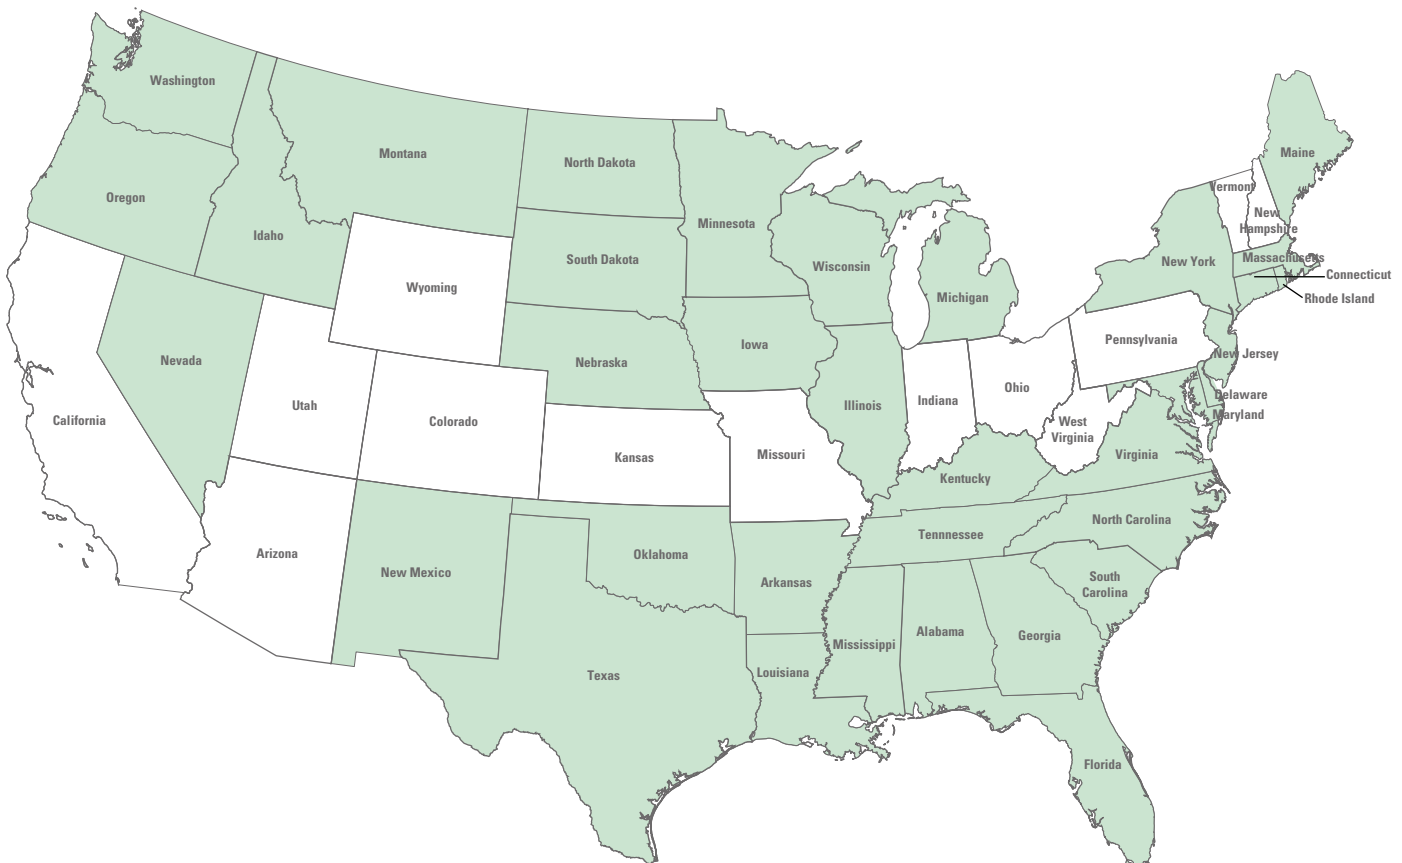 Washington
Montana
North Dakota
Maine
Oregon
Vermont
Minnesota
New
Hampshire
Idaho
South Dakota
Wisconsin
New York
Massachusetts
Connecticut
Wyoming
Michigan
Rhode Island
Nevada
Nebraska
Iowa
Pennsylvania
New Jersey
California
Utah
Colorado
Illinois
Indiana
Ohio
Delaware
Maryland
West
Virginia
Kansas
Missouri
Virginia
Kentucky
Arizona
Oklahoma
Tennnessee
North Carolina
New Mexico
Arkansas
South
Carolina
Mississippi
Alabama
Georgia
Texas
Louisiana
Florida